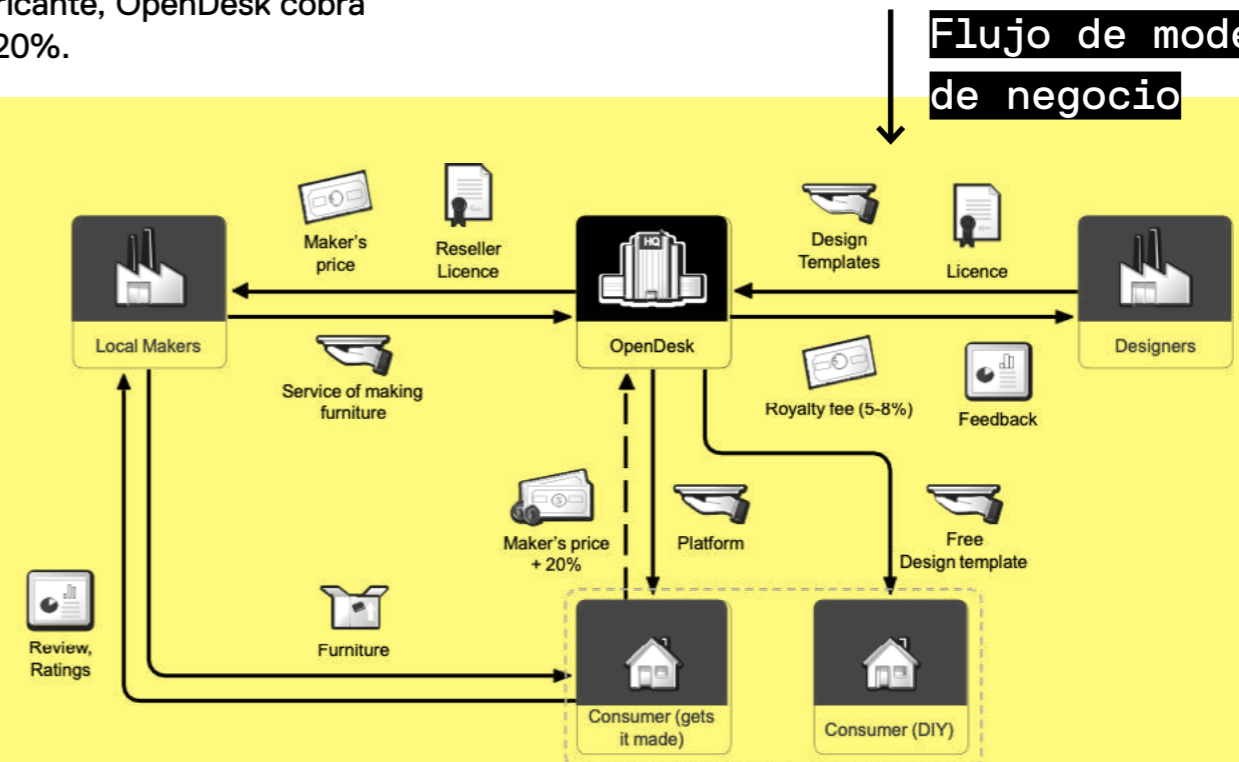 OpenDesk cobra
20%.
Flujo de
de negocio
Maker's
price
Reseller
Licence
HQ
Design
Templates
Licence
Local Makers
OpenDesk
Designers
Service of making
furniture
Royalty fee (5-8%)
Feedback
Maker's price
+ 20%
Platform
Free
Design template
Review,
Ratings
Furniture
Consumer (gets
it made)
Consumer (DIY)